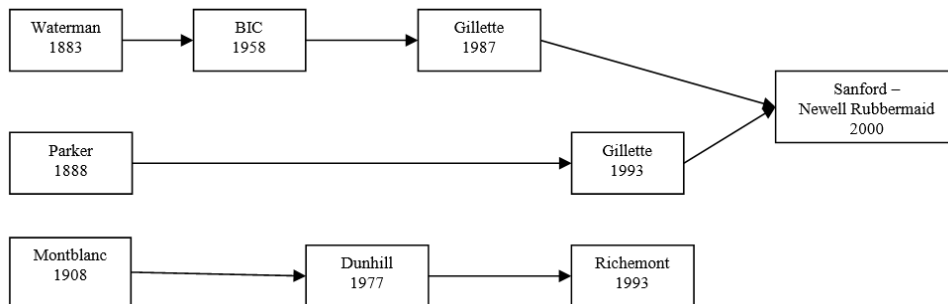 Waterman
1883
BIC
1958
Gillette
1987
Sanford –
Newell Rubbermaid
2000
Parker
1888
Gillette
1993
Montblanc
1908
Dunhill
1977
Richemont
1993